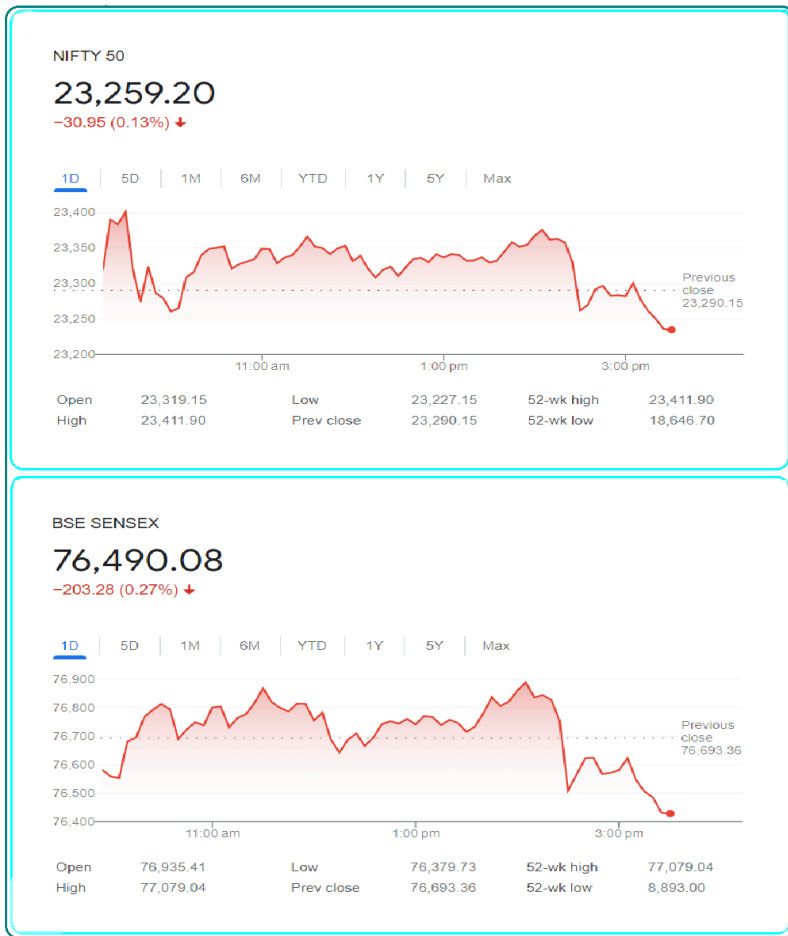 NIFTY 50
23,259.20
−30.95 (0.13%) ↓
1D 5D 1M 6M YTD 1Y 5Y Max
23,400
23,350
23,300
23,250
23,200
Previous
close
23,290.15
11:00 am 1:00 pm 3:00 pm
Open 23,319.15 Low 23,227.15 52-wk high 23,411.90
High 23,411.90 Prev close 23,290.15 52-wk low 18,646.70
BSE SENSEX
76,490.08
−203.28 (0.27%) ↓
1D 5D 1M 6M YTD 1Y 5Y Max
76,900
76,800
76,700
76,600
76,500
76,400
Previous
close
76,693.36
11:00 am 1:00 pm 3:00 pm
Open 76,935.41 Low 76,379.73 52-wk high 77,079.04
High 77,079.04 Prev close 76,693.36 52-wk low 8,893.00